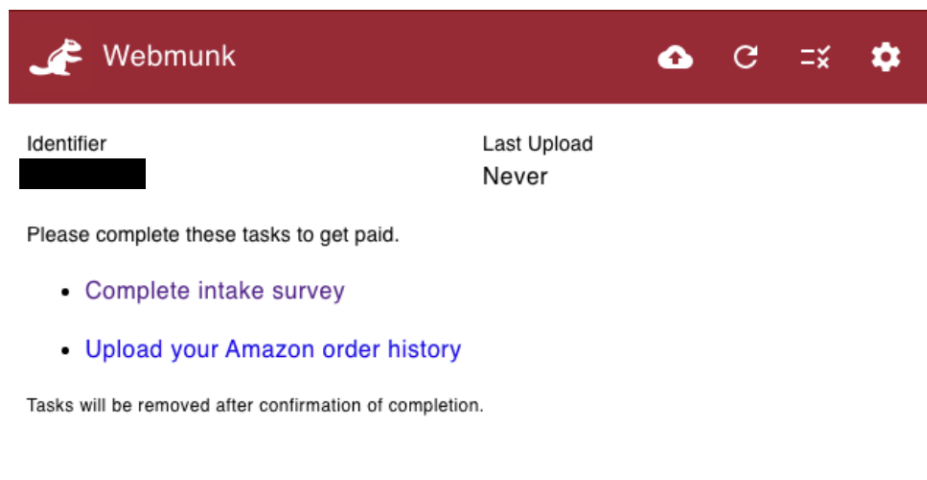 Webmunk
Identifier
Last Upload
Never
Please complete these tasks to get paid.
• Complete intake survey
• Upload your Amazon order history
Tasks will be removed after confirmation of completion.